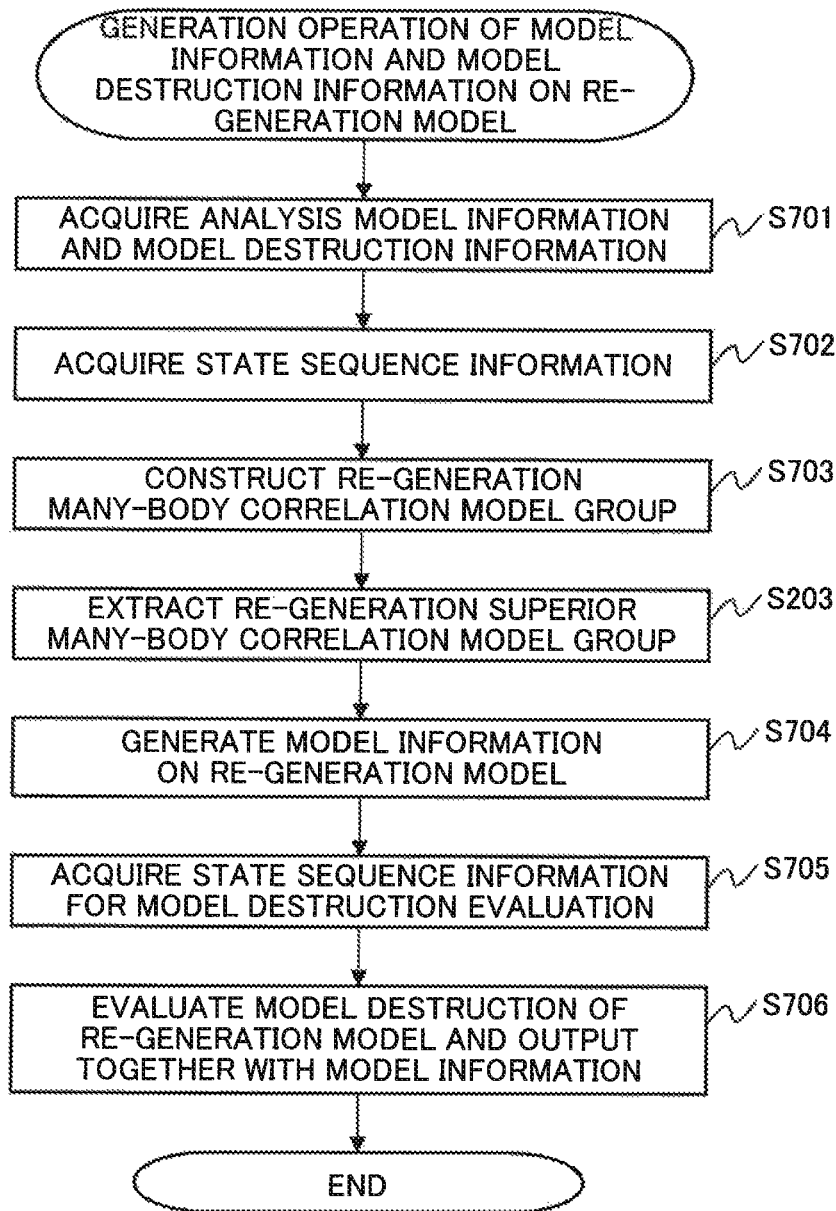 GENERATION OPERATION OF MODEL
INFORMATION AND MODEL
DESTRUCTION INFORMATION ON RE-
GENERATION MODEL
ACQUIRE ANALYSIS MODEL INFORMATION
AND MODEL DESTRUCTION INFORMATION
S701
ACQUIRE STATE SEQUENCE INFORMATION
S702
CONSTRUCT RE-GENERATION
MANY-BODY CORRELATION MODEL GROUP
S703
EXTRACT RE-GENERATION SUPERIOR
MANY-BODY CORRELATION MODEL GROUP
S203
GENERATE MODEL INFORMATION
ON RE-GENERATION MODEL
S704
ACQUIRE STATE SEQUENCE INFORMATION
FOR MODEL DESTRUCTION EVALUATION
S705
EVALUATE MODEL DESTRUCTION OF
RE-GENERATION MODEL AND OUTPUT
TOGETHER WITH MODEL INFORMATION
S706
END